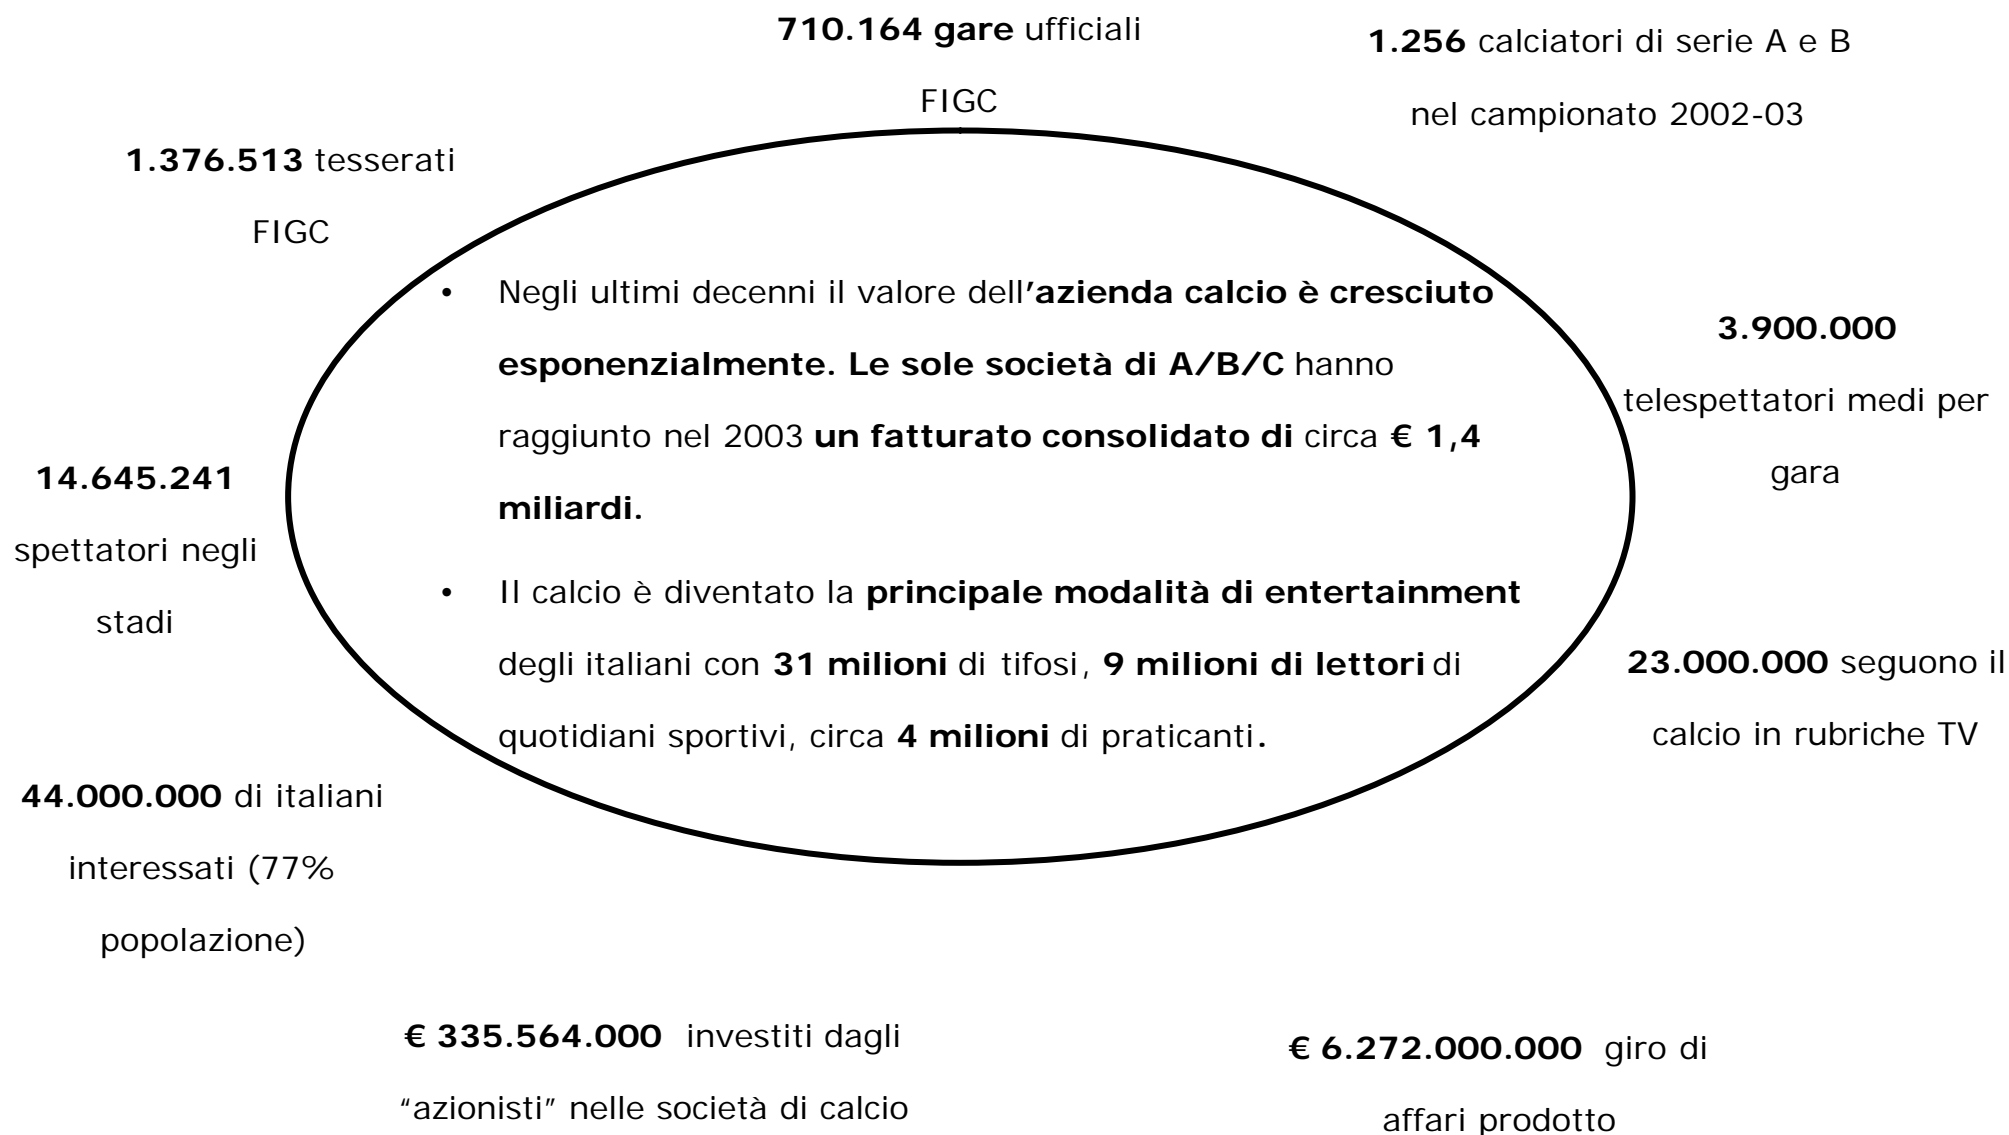 710.164 gare ufficiali
FIGC
1.256 calciatori di serie A e B
nel campionato 2002-03
1.376.513 tesserati
FIGC
• Negli ultimi decenni il valore dell'azienda calcio è cresciuto
esponenzialmente. Le sole società di A/B/C hanno
raggiunto nel 2003 un fatturato consolidato di circa € 1,4
miliardi.
• Il calcio è diventato la principale modalità di entertainment
degli italiani con 31 milioni di tifosi, 9 milioni di lettori di
quotidiani sportivi, circa 4 milioni di praticanti.
3.900.000
telespettatori medi per
gara
14.645.241
spettatori negli
stadi
23.000.000 seguono il
calcio in rubriche TV
44.000.000 di italiani
interessati (77%
popolazione)
€ 335.564.000 investiti dagli
"azionisti" nelle società di calcio
€ 6.272.000.000 giro di
affari prodotto